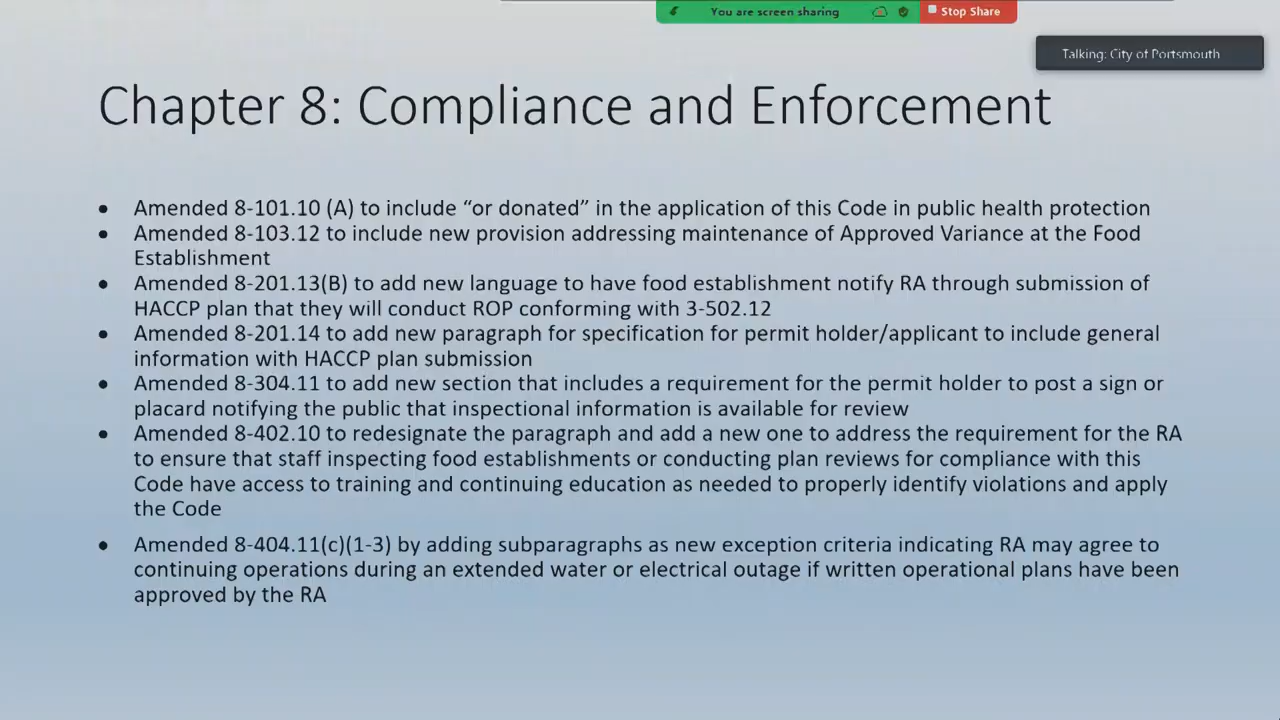 You are screen sharing
Stop Share
Talking: City of Portsmouth
Chapter 8: Compliance and Enforcement
• Amended 8-101.10 (A) to include “or donated” in the application of this Code in public health protection
• Amended 8-103.12 to include new provision addressing maintenance of Approved Variance at the Food
Establishment
• Amended 8-201.13(B) to add new language to have food establishment notify RA through submission of
HACCP plan that they will conduct ROP conforming with 3-502.12
• Amended 8-201.14 to add new paragraph for specification for permit holder/applicant to include general
information with HACCP plan submission
• Amended 8-304.11 to add new section that includes a requirement for the permit holder to post a sign or
placard notifying the public that inspectional information is available for review
• Amended 8-402.10 to redesignate the paragraph and add a new one to address the requirement for the RA
to ensure that staff inspecting food establishments or conducting plan reviews for compliance with this
Code have access to training and continuing education as needed to properly identify violations and apply
the Code
• Amended 8-404.11(c)(1-3) by adding subparagraphs as new exception criteria indicating RA may agree to
continuing operations during an extended water or electrical outage if written operational plans have been
approved by the RA